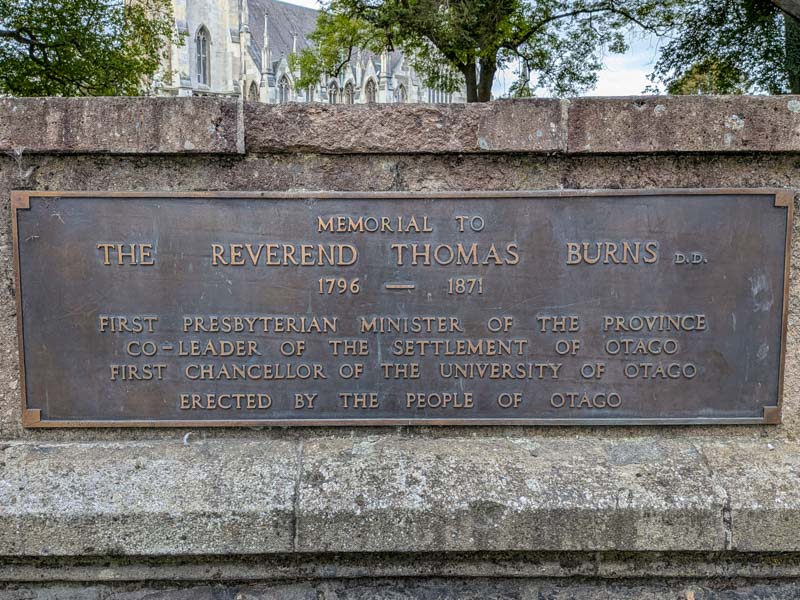 MEMORIAL TO
THE REVEREND THOMAS BURNS D.D.
1796 — 1871
FIRST PRESBYTERIAN MINISTER OF THE PROVINCE
CO-LEADER OF THE SETTLEMENT OF OTAGO
FIRST CHANCELLOR OF THE UNIVERSITY OF OTAGO
ERECTED BY THE PEOPLE OF OTAGO